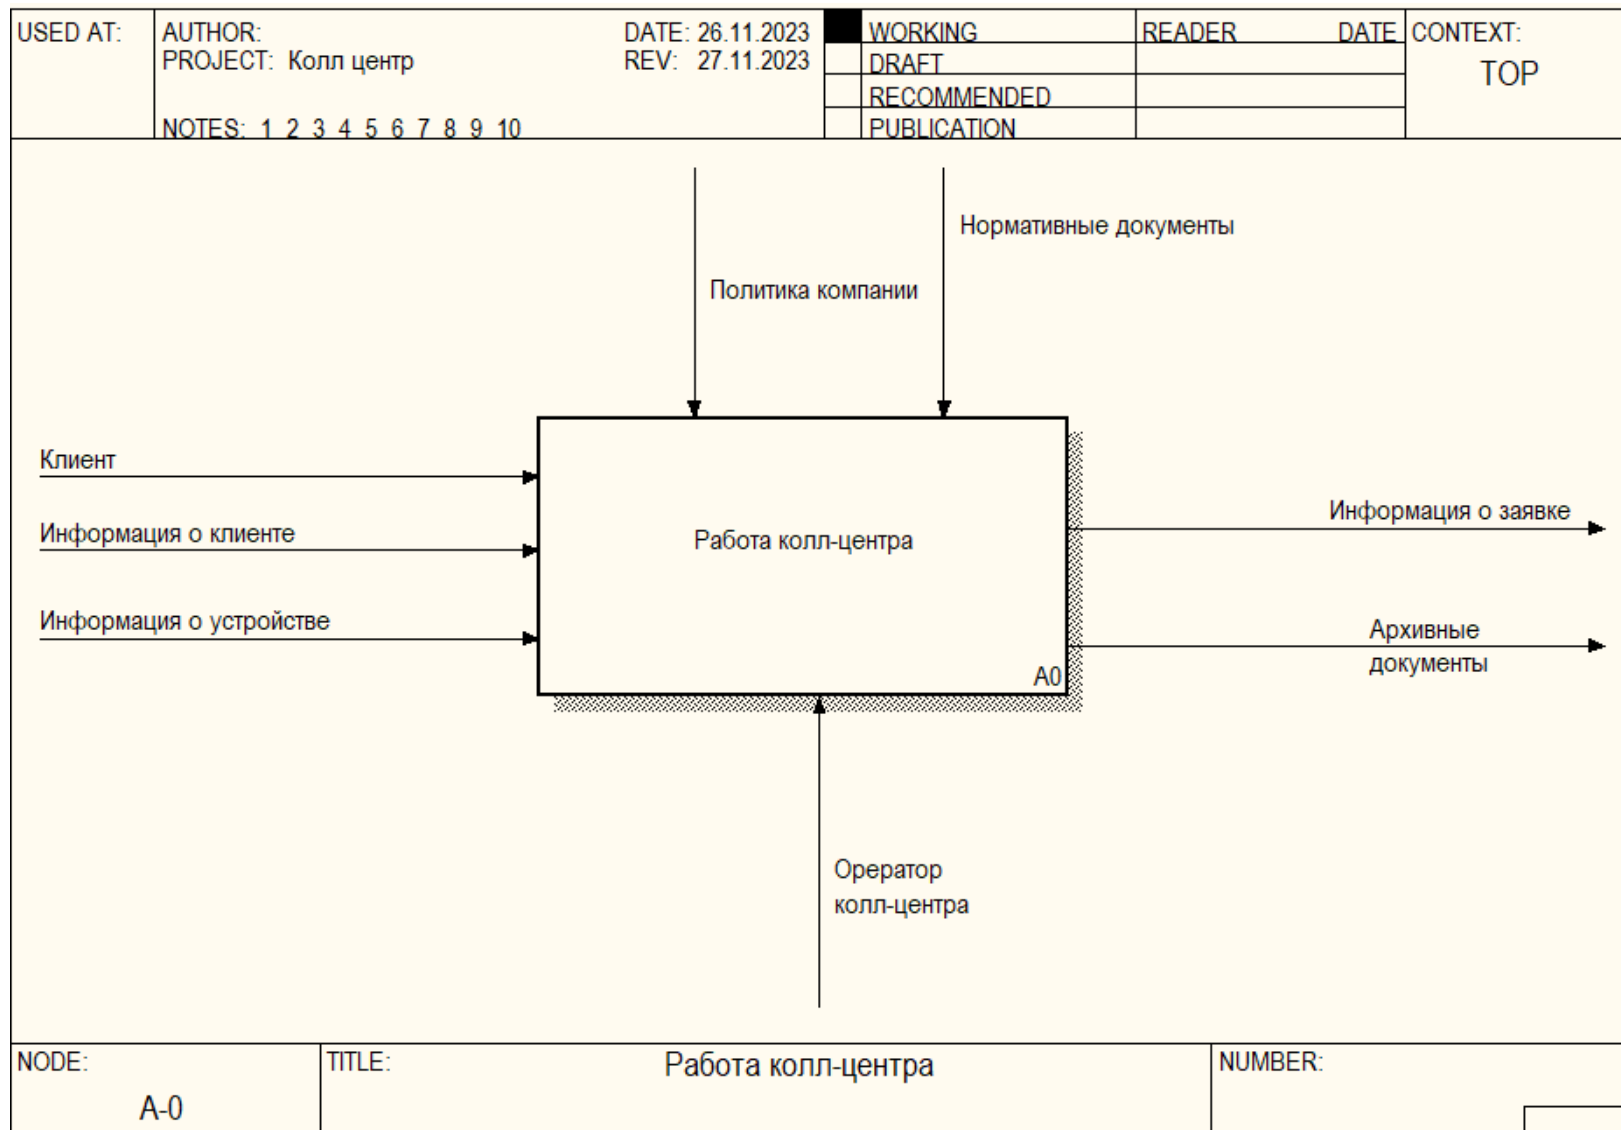 USED AT:
AUTHOR:
DATE: 26.11.2023
PROJECT: Колл центр
REV: 27.11.2023
NOTES: 1 2 3 4 5 6 7 8 9 10
WORKING
DRAFT
RECOMMENDED
PUBLICATION
READER DATE
CONTEXT:
TOP
Нормативные документы
Политика компании
Клиент
Информация о клиенте
Информация о устройстве
Работа колл-центра
A0
Информация о заявке
Архивные
документы
Орератор
колл-центра
NODE:
A-0
TITLE:
Работа колл-центра
NUMBER: